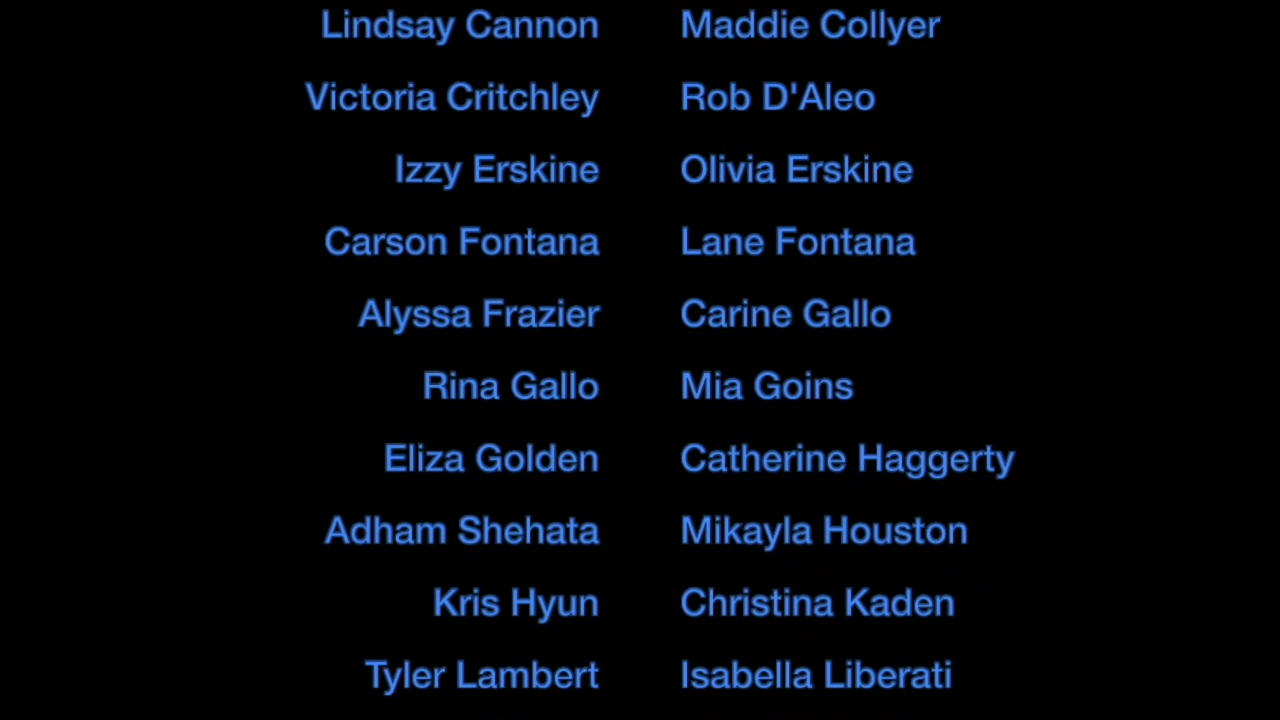 Lindsay Cannon Maddie Collyer
Victoria Critchley Rob D'Aleo
Izzy Erskine Olivia Erskine
Carson Fontana Lane Fontana
Alyssa Frazier Carine Gallo
Rina Gallo Mia Goins
Eliza Golden Catherine Haggerty
Adham Shehata Mikayla Houston
Kris Hyun Christina Kaden
Tyler Lambert Isabella Liberati